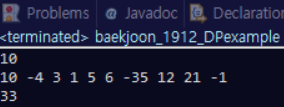 Problems @ Javadoc Declaration
<terminated> baekjoon_1912_DPexample
10
10 -4 3 1 5 6 -35 12 21 -1
33